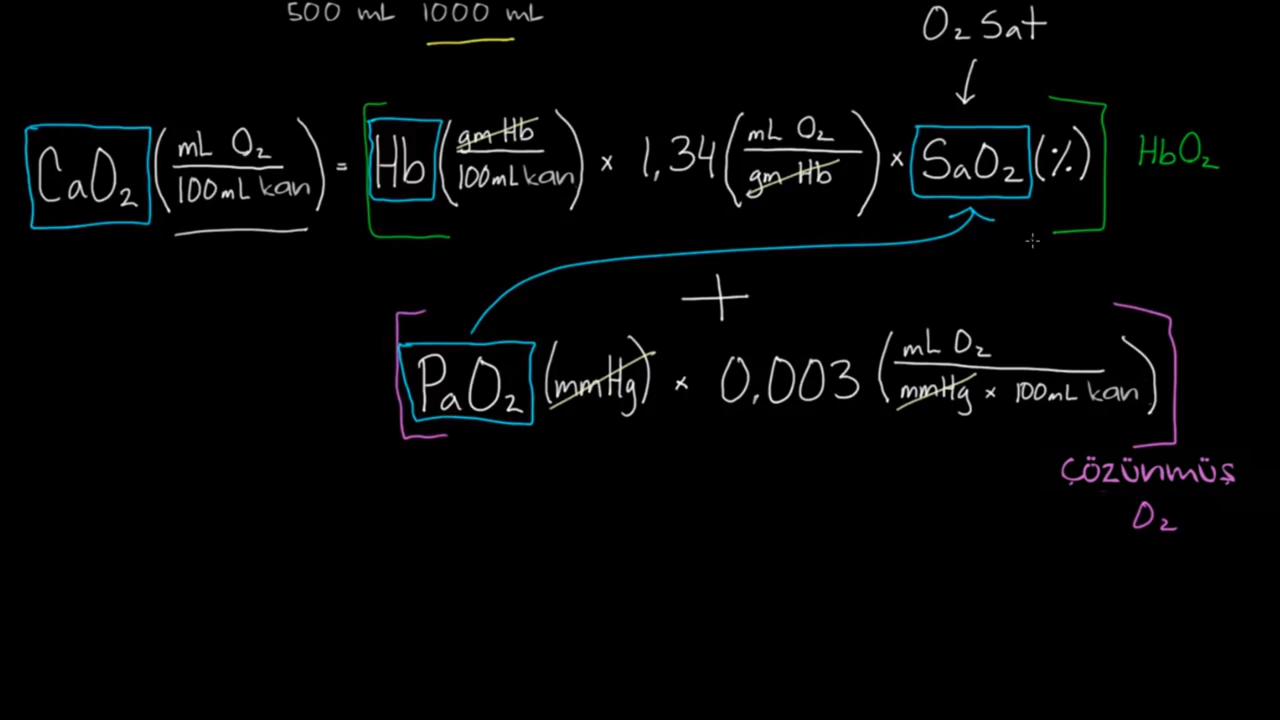 500 mL 1000 mL
O₂ Sat
CaO₂ (mL O₂ / 100mL kan) = [Hb (gm Hb / 100mL kan) × 1,34 (mL O₂ / gm Hb) × SaO₂ (%)] HbO₂
+
[PaO₂ (mmHg) × 0,003 (mL O₂ / mmHg × 100mL kan)]
Çözünmüş
O₂